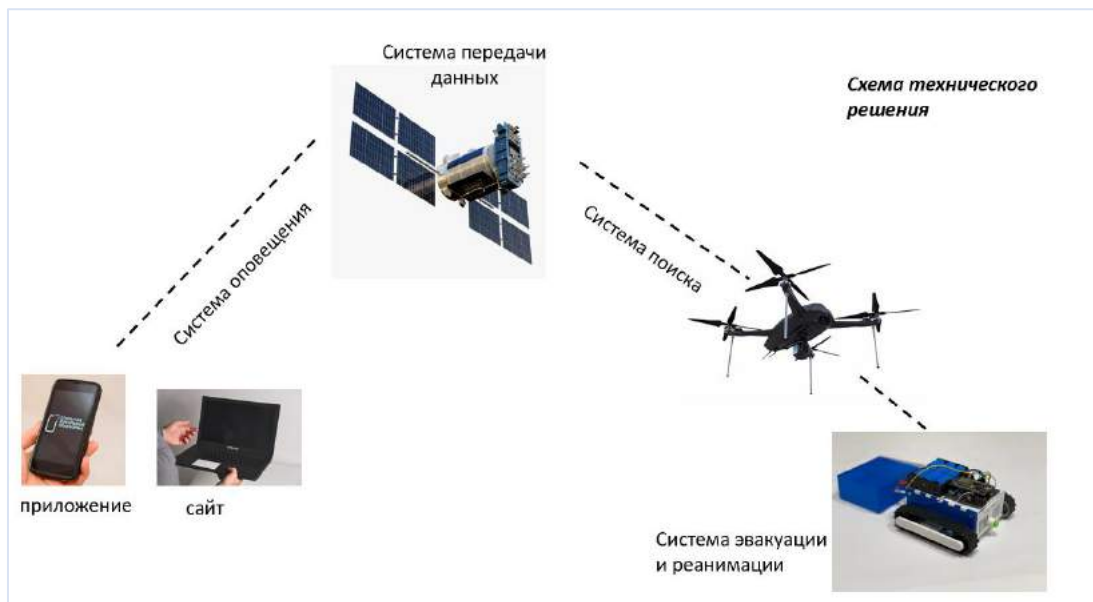 Система передачи
данных
Схема технического
решения
Система оповещения
Система поиска
приложение
сайт
Система эвакуации
и реанимации